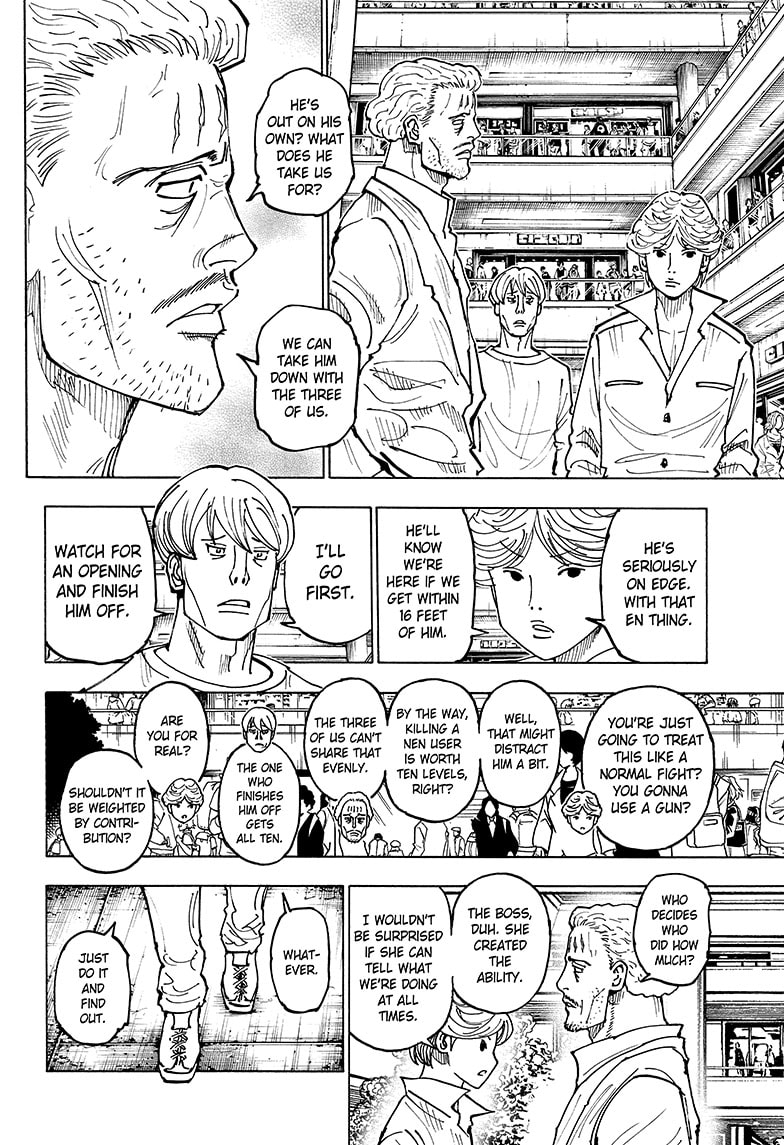 HE'S
OUT ON HIS
OWN? WHAT
DOES HE
TAKE US
FOR?
WE CAN
TAKE HIM
DOWN WITH
THE THREE
OF US.
HE'S
SERIOUSLY
ON EDGE.
WITH THAT
EN THING.
HE'LL
KNOW
WE'RE
HERE IF WE
GET WITHIN
16 FEET
OF HIM.
I'LL
GO
FIRST.
WATCH FOR
AN OPENING
AND FINISH
HIM OFF.
YOU'RE JUST
GOING TO TREAT
THIS LIKE A
NORMAL FIGHT?
YOU GONNA
USE A GUN?
WELL,
THAT MIGHT
DISTRACT
HIM A BIT.
BY THE WAY,
KILLING A
NEN USER
IS WORTH
TEN LEVELS,
RIGHT?
THE THREE
OF US CAN'T
SHARE THAT
EVENLY.
THE ONE
WHO
FINISHES
HIM OFF
GETS
ALL TEN.
ARE
YOU FOR
REAL?
SHOULDN'T IT
BE WEIGHTED
BY CONTRI-
BUTION?
WHO
DECIDES
WHO DID
HOW
MUCH?
THE BOSS,
DUH. SHE
CREATED
THE
ABILITY.
I WOULDN'T
BE
SURPRISED
IF SHE CAN
TELL WHAT
WE'RE DOING
AT ALL
TIMES.
WHAT-
EVER.
JUST
DO IT
AND
FIND
OUT.